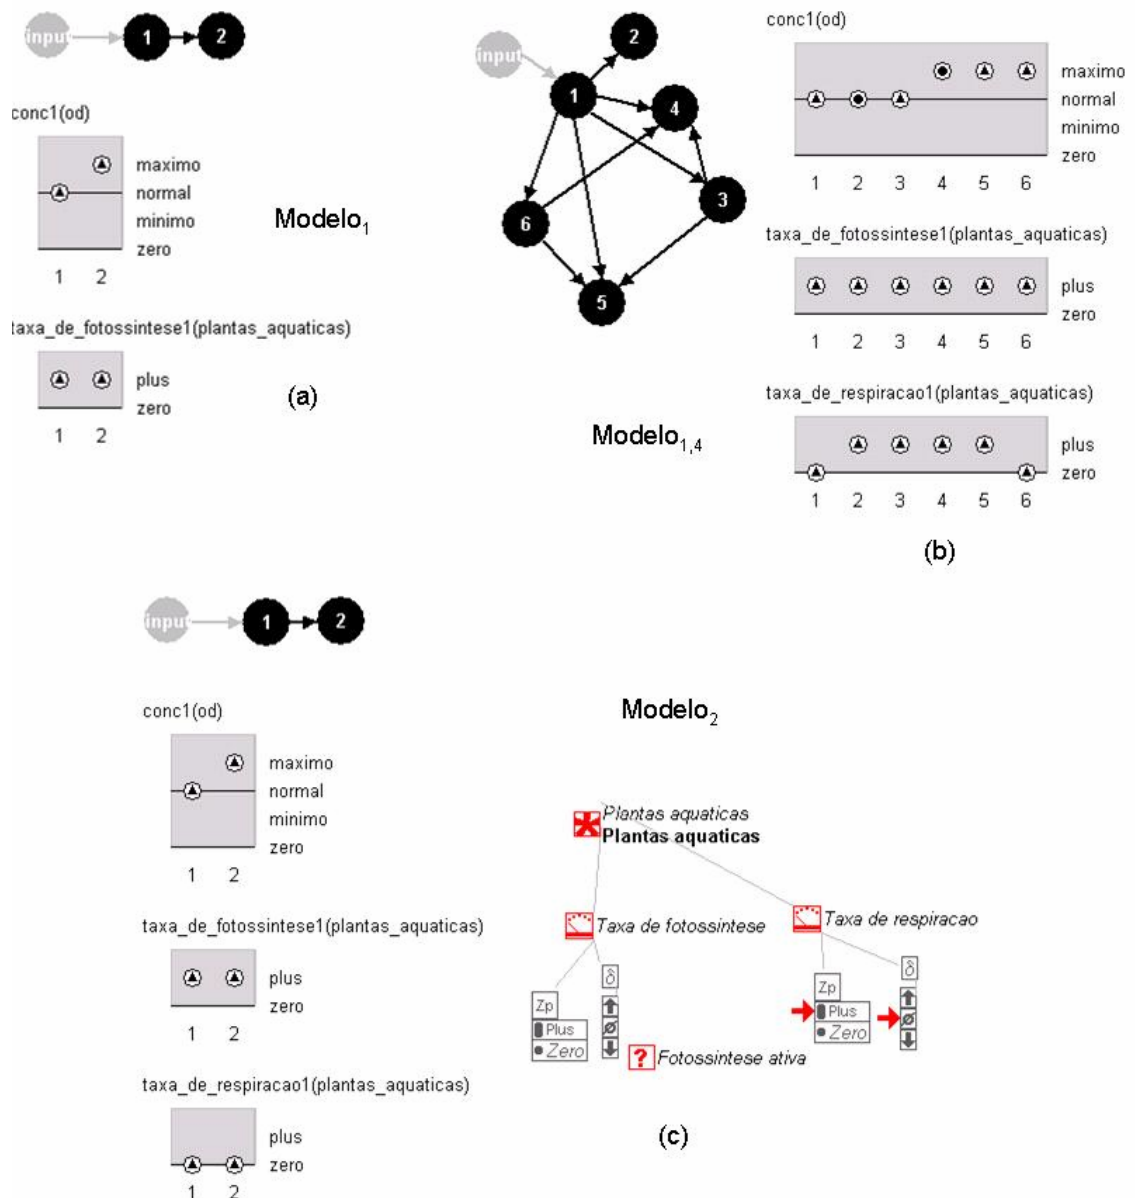 input 1 2
conc1(od)
maximo
normal
minimo
zero
1 2
taxa_de_fotossintese1(plantas_aquaticas)
plus
zero
1 2
Modelo1
(a)
input 1 2 4 3 6 5
conc1(od)
maximo
normal
minimo
zero
1 2 3 4 5 6
taxa_de_fotossintese1(plantas_aquaticas)
plus
zero
1 2 3 4 5 6
taxa_de_respiracao1(plantas_aquaticas)
plus
zero
1 2 3 4 5 6
Modelo1,4
(b)
input 1 2
conc1(od)
maximo
normal
minimo
zero
1 2
taxa_de_fotossintese1(plantas_aquaticas)
plus
zero
1 2
taxa_de_respiracao1(plantas_aquaticas)
plus
zero
1 2
Modelo2
Plantas aquaticas
Plantas aquaticas
Taxa de fotossintese
Taxa de respiracao
Zp
Plus
Zero
δ
Ø
? Fotossintese ativa
Zp
Plus
Zero
δ
Ø
(c)